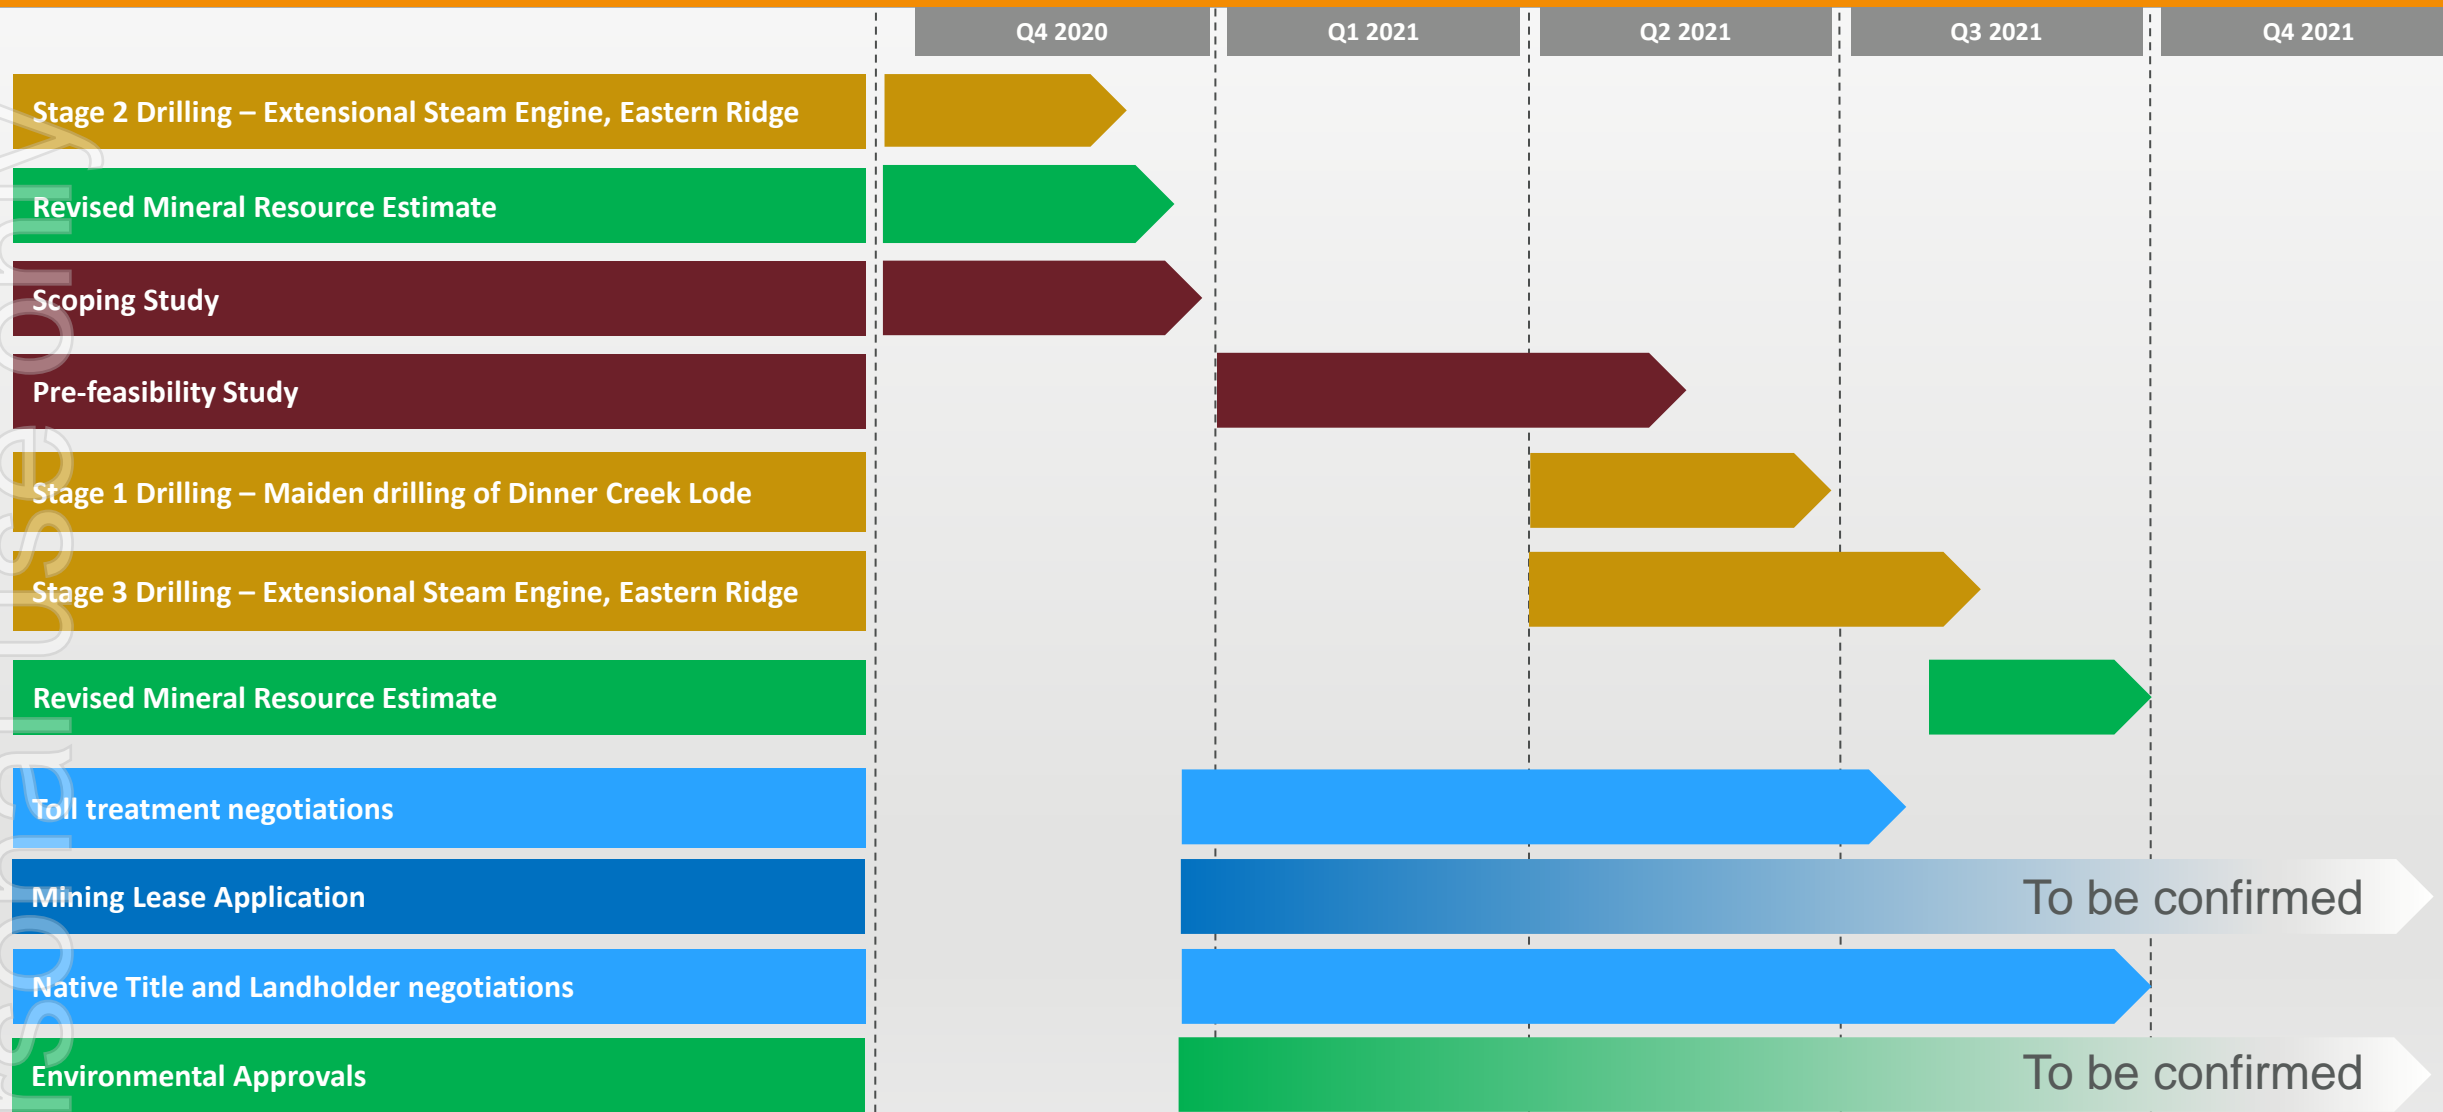 Q4 2020 Q1 2021 Q2 2021 Q3 2021 Q4 2021
Stage 2 Drilling – Extensional Steam Engine, Eastern Ridge
Revised Mineral Resource Estimate
Scoping Study
Pre-feasibility Study
Stage 1 Drilling – Maiden drilling of Dinner Creek Lode
Stage 3 Drilling – Extensional Steam Engine, Eastern Ridge
Revised Mineral Resource Estimate
Toll treatment negotiations
Mining Lease Application To be confirmed
Native Title and Landholder negotiations
Environmental Approvals To be confirmed
rsonal use only